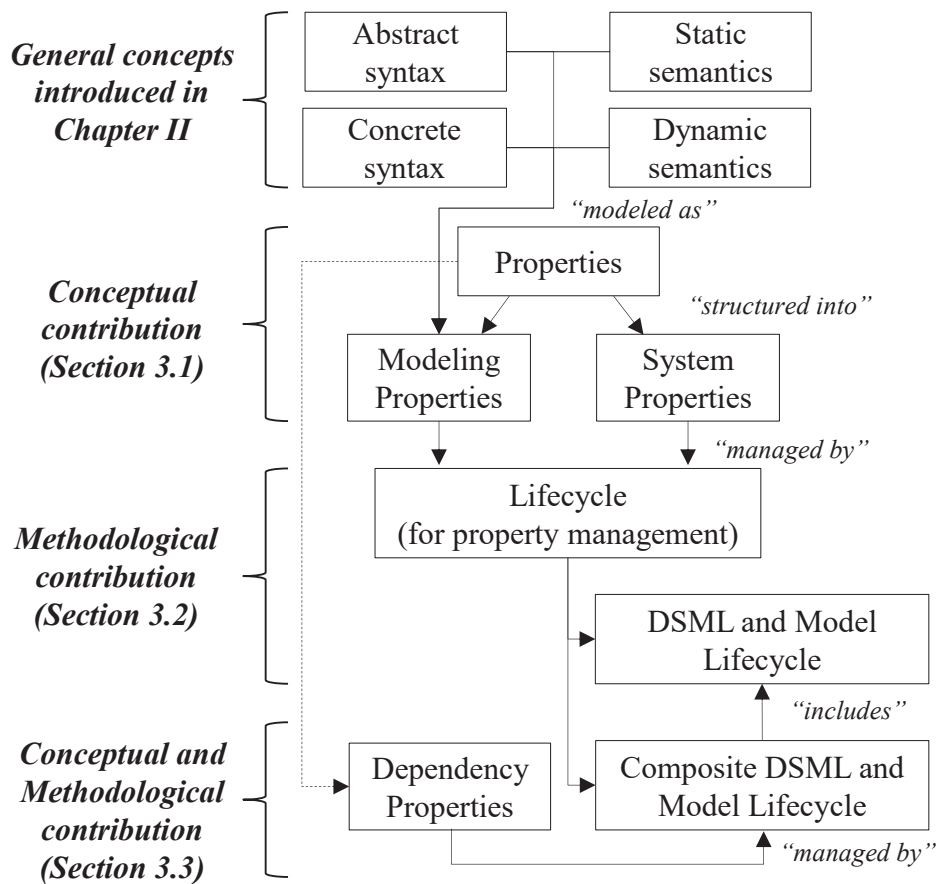 General concepts
introduced in
Chapter II
Abstract
syntax
Static
semantics
Concrete
syntax
Dynamic
semantics
“modeled as”
Conceptual
contribution
(Section 3.1)
Properties
“structured into”
Modeling
Properties
System
Properties
“managed by”
Methodological
contribution
(Section 3.2)
Lifecycle
(for property management)
DSML and Model
Lifecycle
“includes”
Conceptual and
Methodological
contribution
(Section 3.3)
Dependency
Properties
Composite DSML and
Model Lifecycle
“managed by”